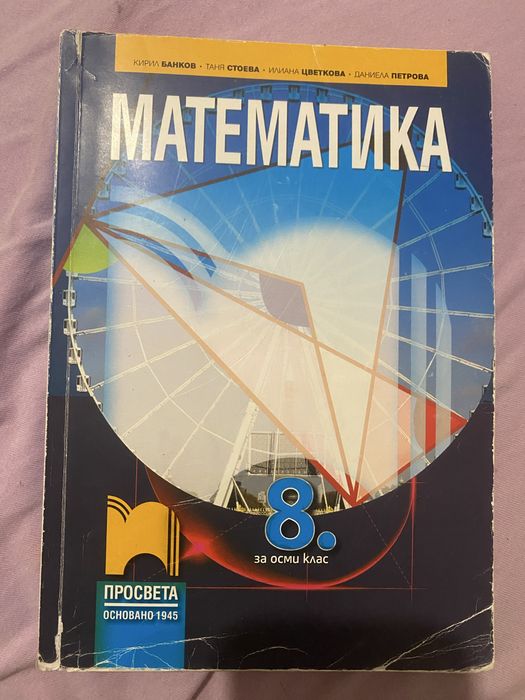 КИРИЛ БАНКОВ • ТАНЯ СТОЕВА • ИЛИАНА ЦВЕТКОВА • ДАНИЕЛА ПЕТРОВА
МАТЕМАТИКА
8.
за осми клас
ПРОСВЕТА
ОСНОВАНО 1945